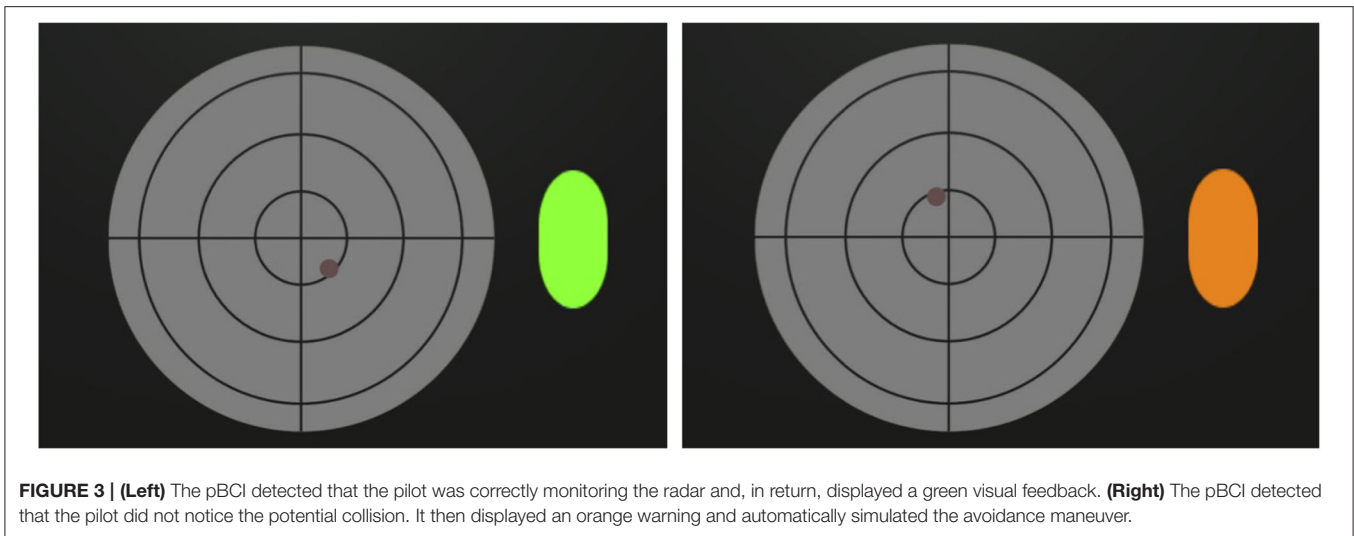 FIGURE 3 | (Left) The pBCI detected that the pilot was correctly monitoring the radar and, in return, displayed a green visual feedback. (Right) The pBCI detected
that the pilot did not notice the potential collision. It then displayed an orange warning and automatically simulated the avoidance maneuver.